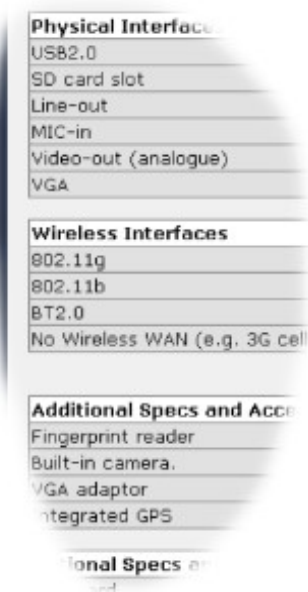 Physical Interfac
USB2.0
SD card slot
Line-out
MIC-in
Video-out (analogue)
VGA
Wireless Interfaces
802.11g
802.11b
BT2.0
No Wireless WAN (e.g. 3G cell
Additional Specs and Acce
Fingerprint reader
Built-in camera.
VGA adaptor
ntegrated GPS
ional Specs a